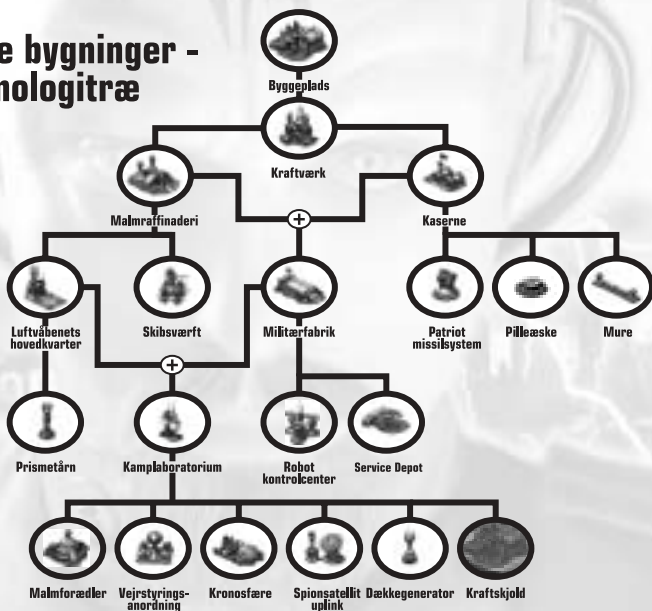 e bygninger -
nologitræ
Byggeplads
Kraftværk
Malmraffinaderi
+
Kaserne
Luftvåbenets
hovedkvarter
Skibsværft
Militærfabrik
Patriot
missilsystem
Pilleæske
Mure
+
Prismetårn
Kamplaboratorium
Robot
kontrolcenter
Service Depot
Malmforædler
Vejrstyrings-
anordning
Kronosfære
Spionsatellit
uplink
Dækkegenerator
Kraftskjold